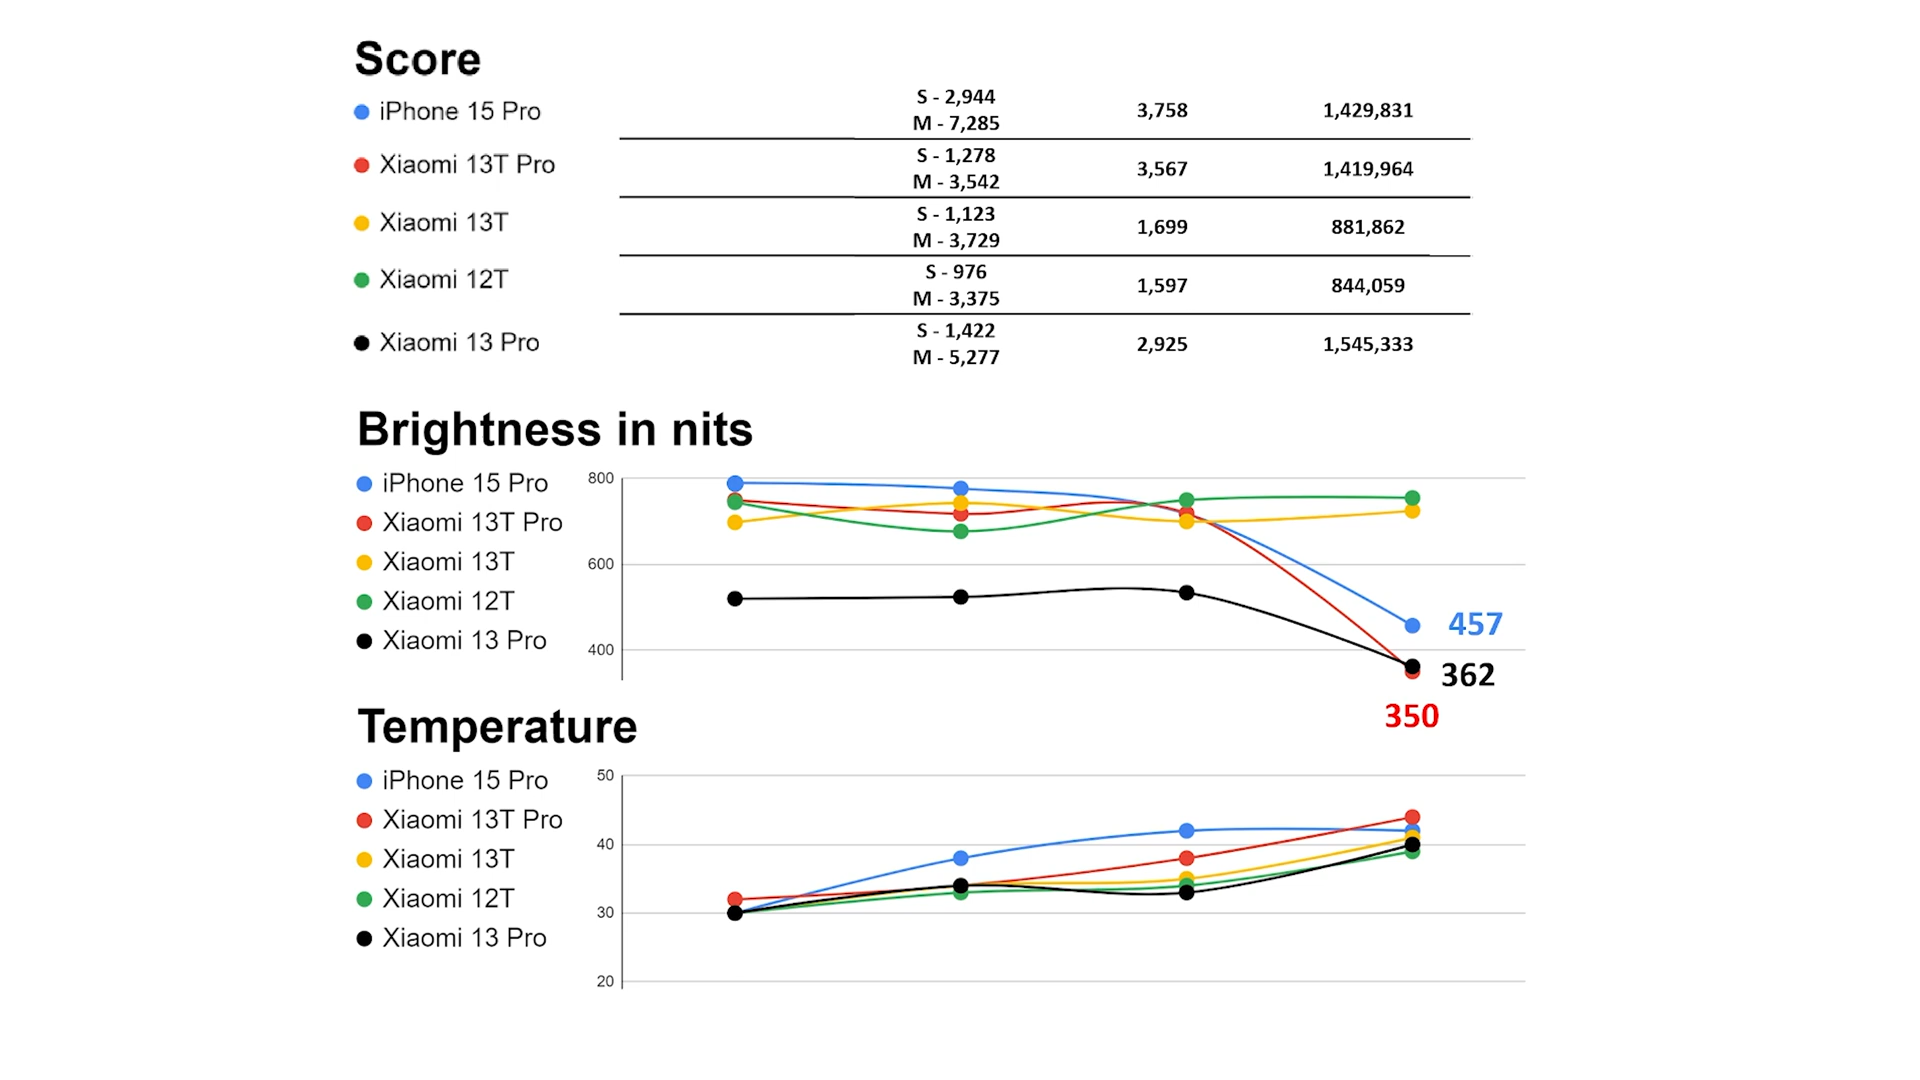 Score
iPhone 15 Pro
S - 2,944
M - 7,285
3,758
1,429,831
Xiaomi 13T Pro
S - 1,278
M - 3,542
3,567
1,419,964
Xiaomi 13T
S - 1,123
M - 3,729
1,699
881,862
Xiaomi 12T
S - 976
M - 3,375
1,597
844,059
Xiaomi 13 Pro
S - 1,422
M - 5,277
2,925
1,545,333
Brightness in nits
iPhone 15 Pro
Xiaomi 13T Pro
Xiaomi 13T
Xiaomi 12T
Xiaomi 13 Pro
800
600
400
457
362
350
Temperature
iPhone 15 Pro
Xiaomi 13T Pro
Xiaomi 13T
Xiaomi 12T
Xiaomi 13 Pro
50
40
30
20